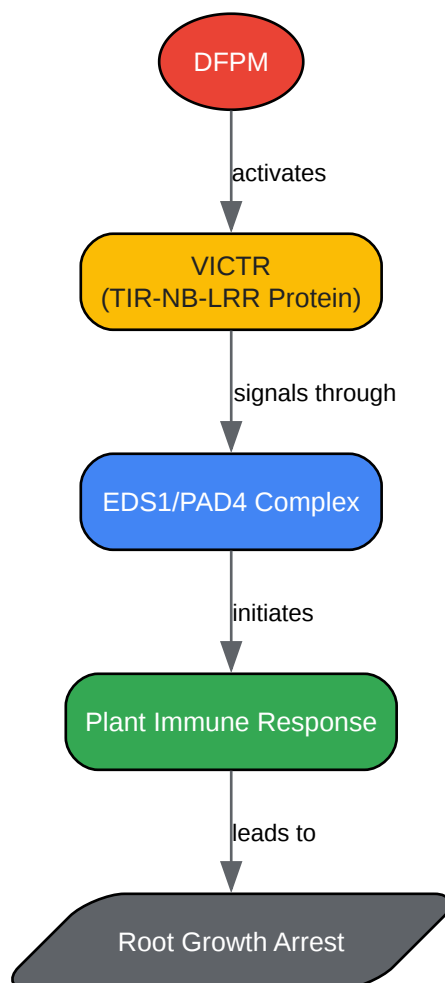 DFPM
activates
VICTR
(TIR-NB-LRR Protein)
signals through
EDS1/PAD4 Complex
initiates
Plant Immune Response
leads to
Root Growth Arrest